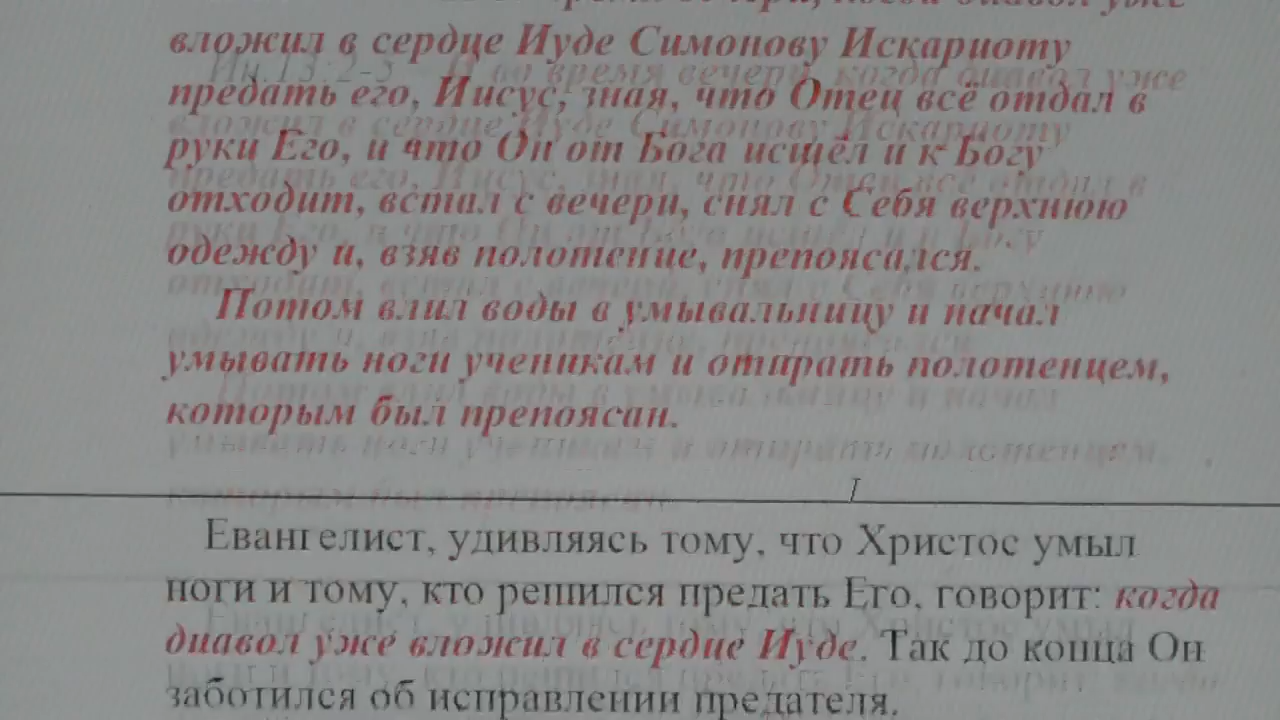 вложил в сердце Иуде Симонову Искариоту
предать его, Иисус, зная, что Отец всё отдал в
руки Его, и что Он от Бога исшёл и к Богу
отходит, встал с вечери, снял с Себя верхнюю
одежду и, взяв полотенце, препоясался.
Потом влил воды в умывальницу и начал
умывать ноги ученикам и отирать полотенцем,
которым был препоясан.
Евангелист, удивляясь тому, что Христос умыл
ноги и тому, кто решился предать Его, говорит: когда
диавол уже вложил в сердце Иуде. Так до конца Он
заботился об исправлении предателя.